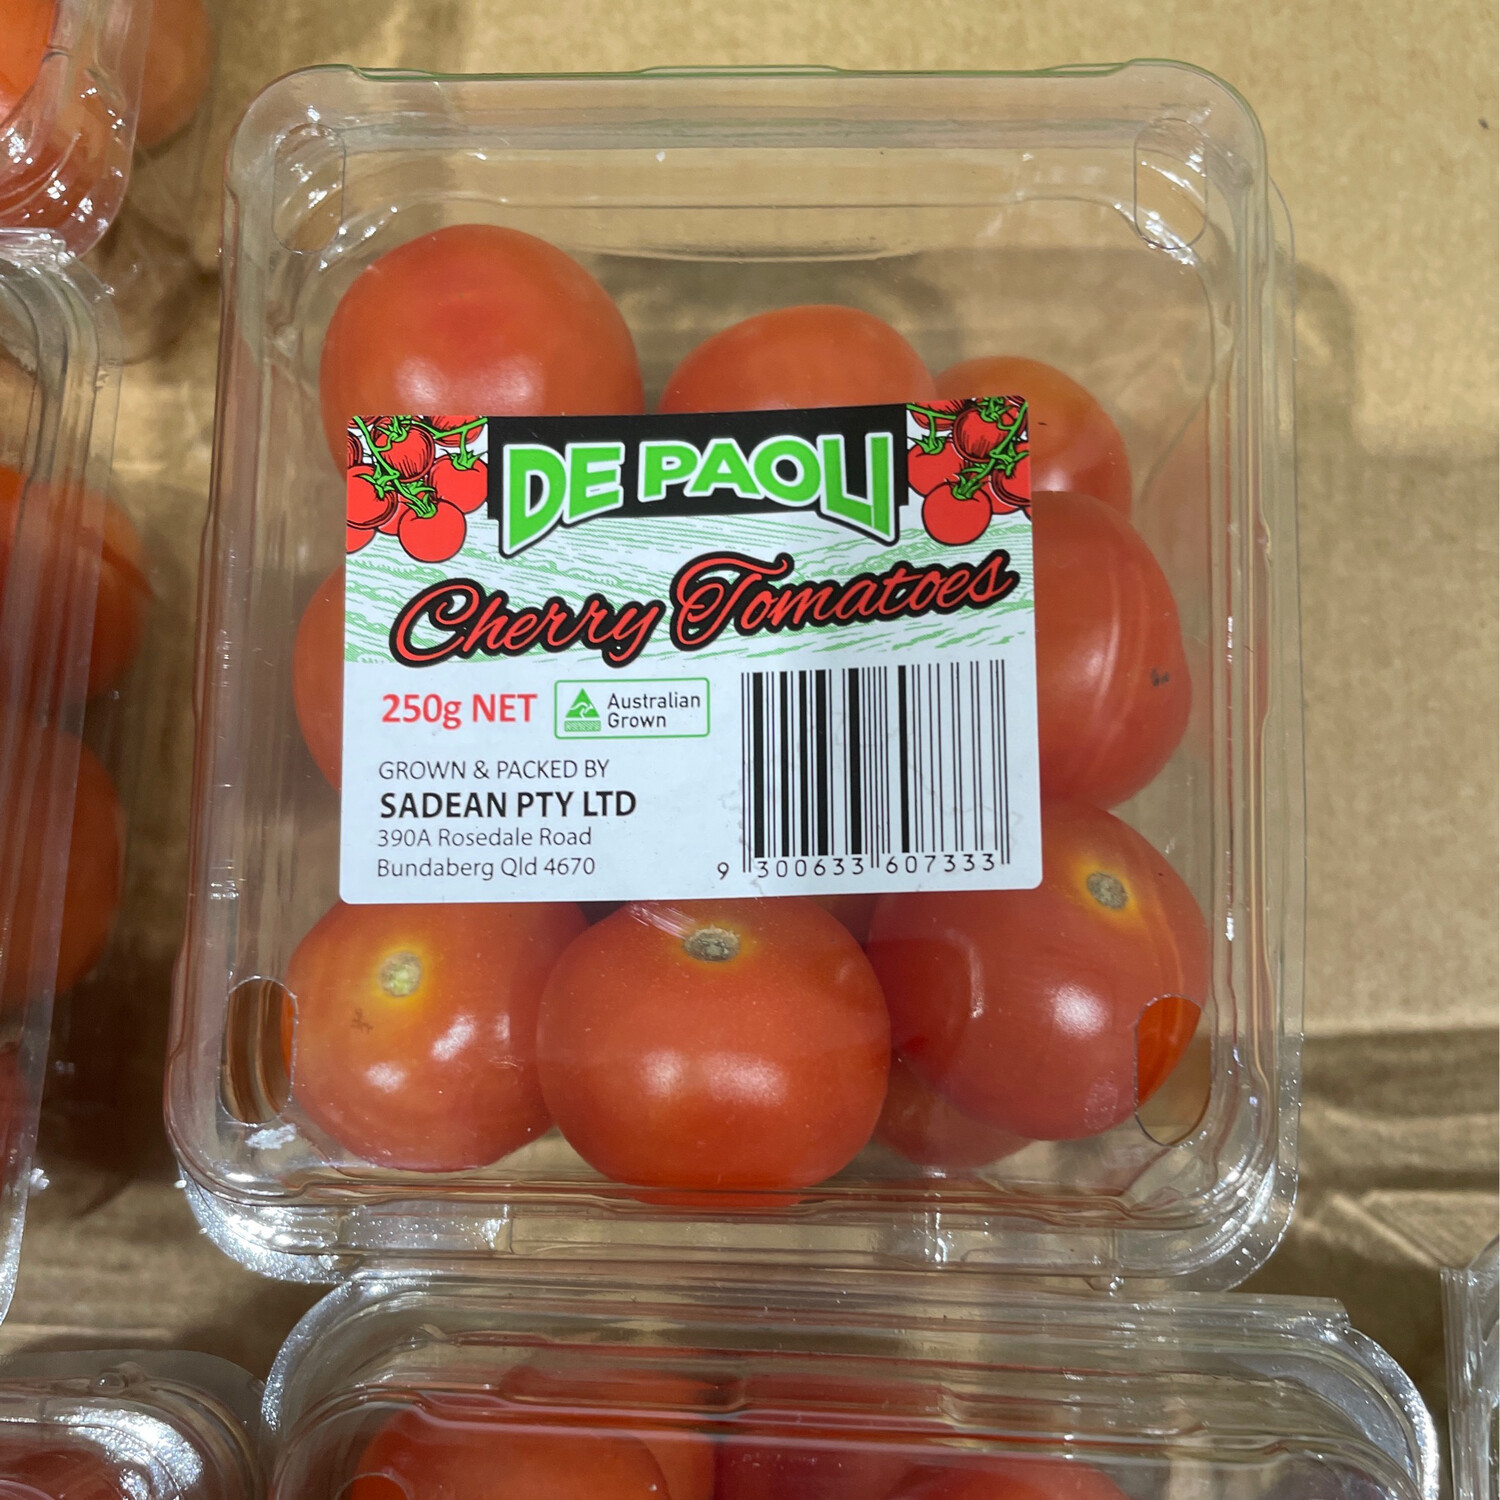 DE PAOLI
Cherry Tomatoes
250g NET
Australian
Grown
GROWN & PACKED BY
SADEAN PTY LTD
390A Rosedale Road
Bundaberg Qld 4670
9 300633 607333